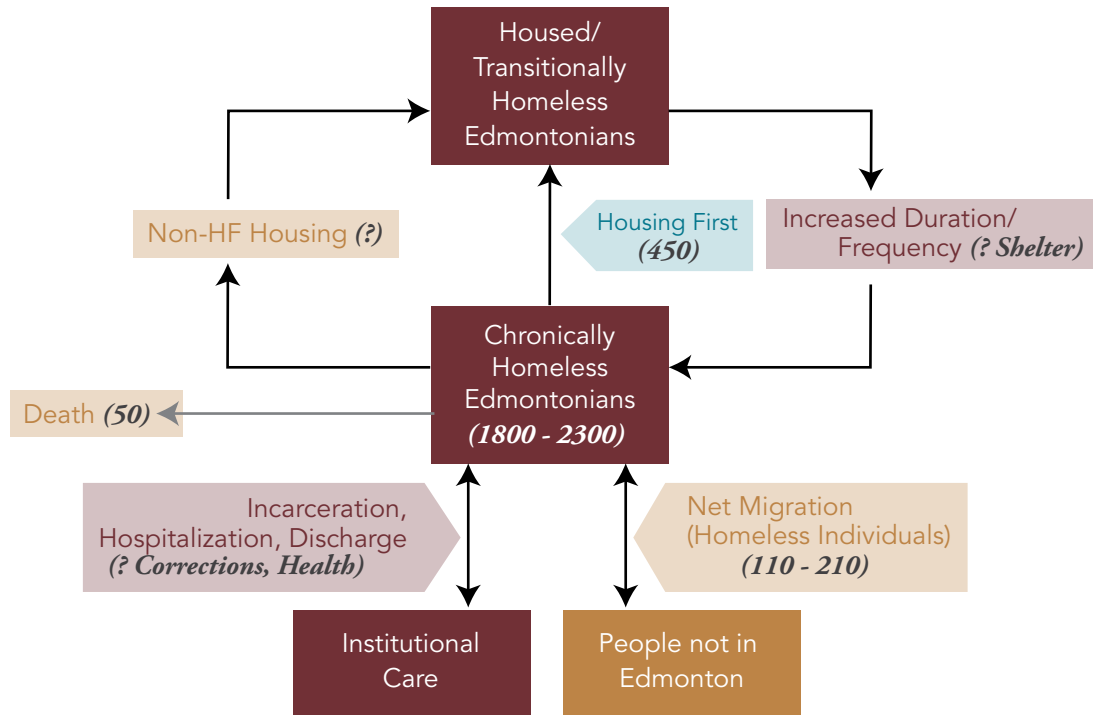 Housed/
Transitionally
Homeless
Edmontonians
Non-HF Housing (?)
Housing First
(450)
Increased Duration/
Frequency (? Shelter)
Chronically
Homeless
Edmontonians
(1800 - 2300)
Death (50)
Incarceration,
Hospitalization, Discharge
(? Corrections, Health)
Net Migration
(Homeless Individuals)
(110 - 210)
Institutional
Care
People not in
Edmonton